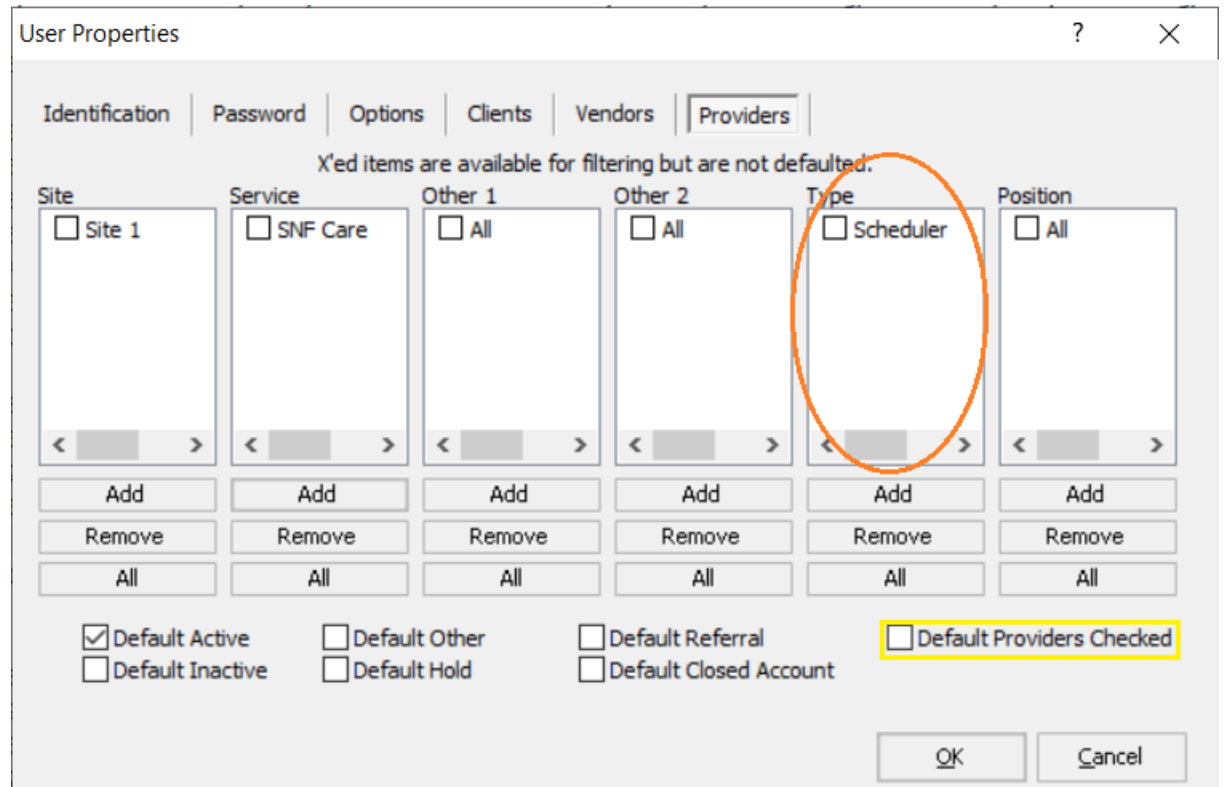 User Properties ?
Identification Password Options Clients Vendors Providers
X'ed items are available for filtering but are not defaulted.
Site Service Other 1 Other 2 Type Position
Site 1 SNF Care All All Scheduler All
Add Add Add Add Add Add
Remove Remove Remove Remove Remove Remove
All All All All All All
Default Active Default Other Default Referral Default Providers Checked
Default Inactive Default Hold Default Closed Account
OK Cancel